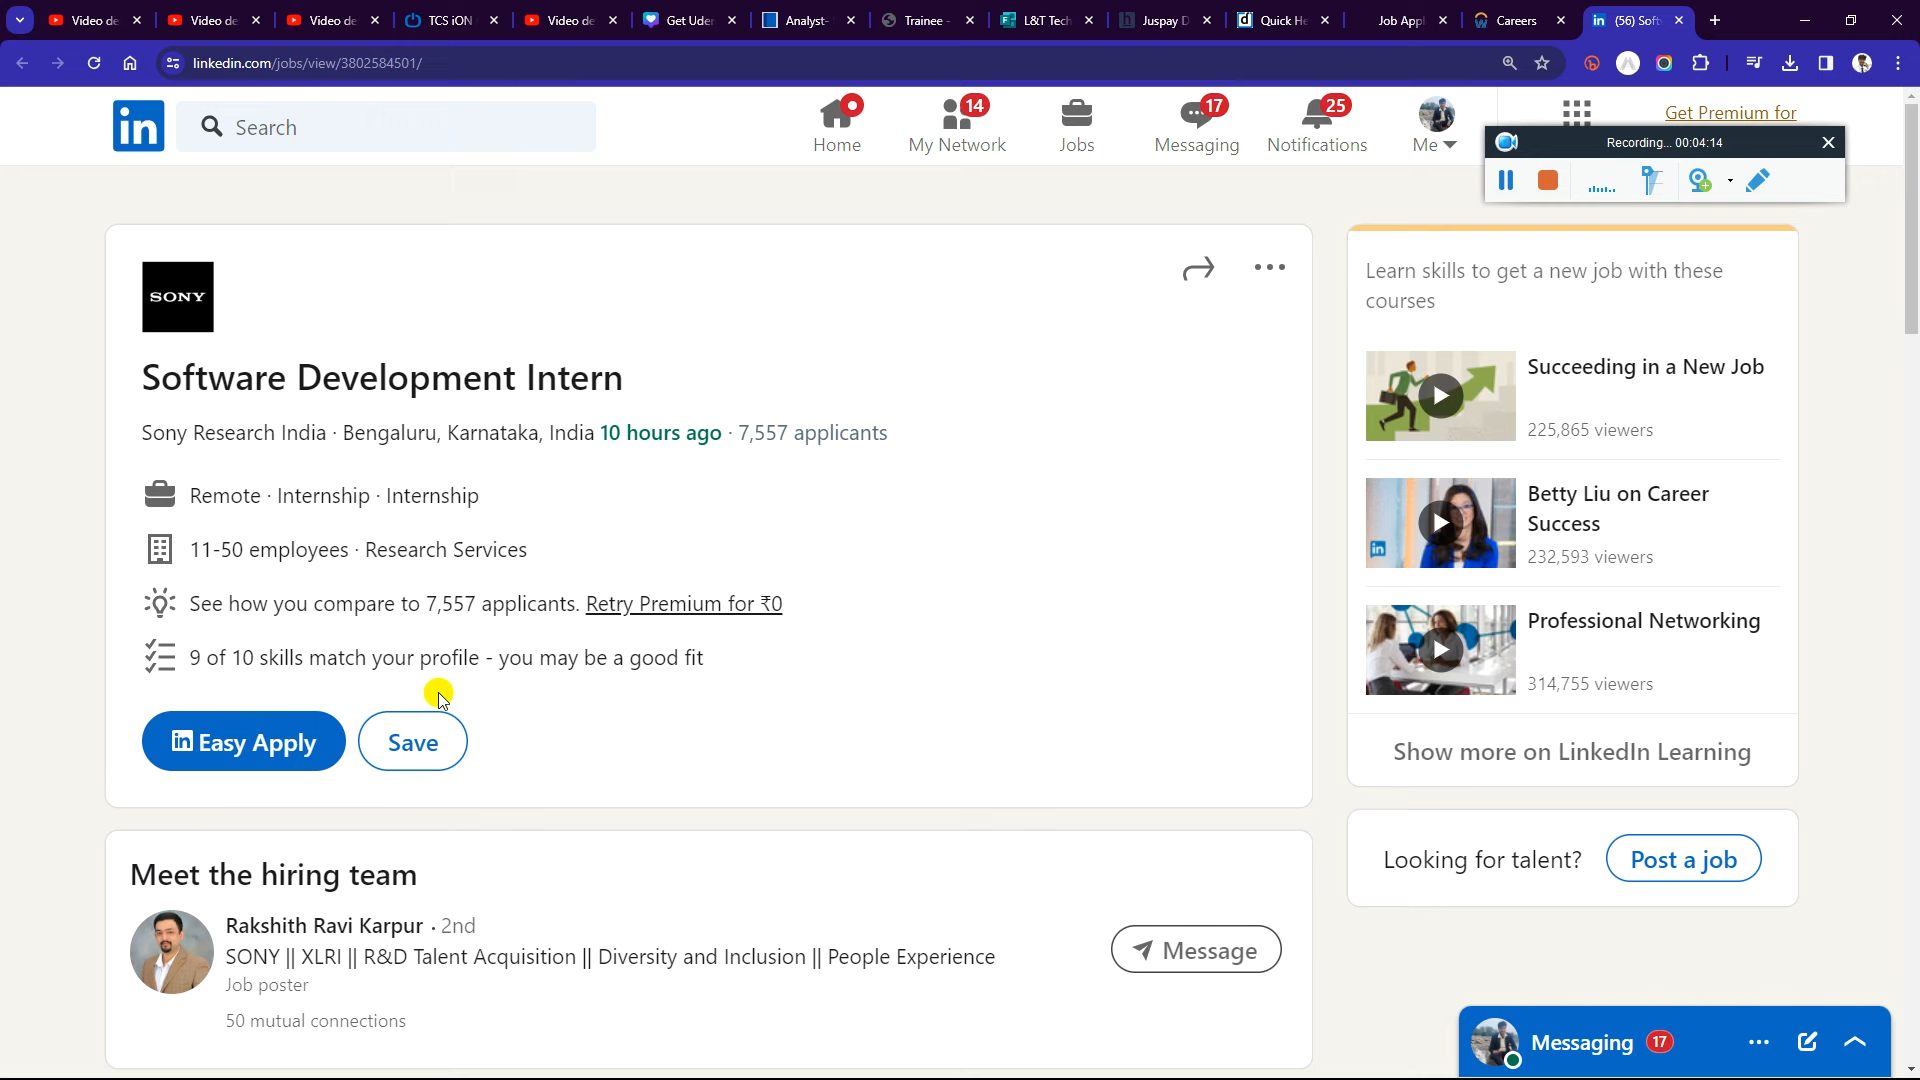 Video de
Video de
Video de
TCS iON
Video de
Get Uder
Analyst-
Trainee -
L&T Tech
Juspay D
Quick He
Job Appl
Careers
(56) Soft
linkedin.com/jobs/view/3802584501/
in
Search
Home
14
My Network
Jobs
17
Messaging
25
Notifications
Me
Get Premium for
Recording... 00:04:14
SONY
Software Development Intern
Sony Research India · Bengaluru, Karnataka, India 10 hours ago · 7,557 applicants
Remote · Internship · Internship
11-50 employees · Research Services
See how you compare to 7,557 applicants. Retry Premium for ₹0
9 of 10 skills match your profile - you may be a good fit
in Easy Apply
Save
Meet the hiring team
Rakshith Ravi Karpur · 2nd
SONY || XLRI || R&D Talent Acquisition || Diversity and Inclusion || People Experience
Job poster
50 mutual connections
Message
Learn skills to get a new job with these
courses
Succeeding in a New Job
225,865 viewers
Betty Liu on Career
Success
in
232,593 viewers
Professional Networking
314,755 viewers
Show more on LinkedIn Learning
Looking for talent?
Post a job
Messaging 17